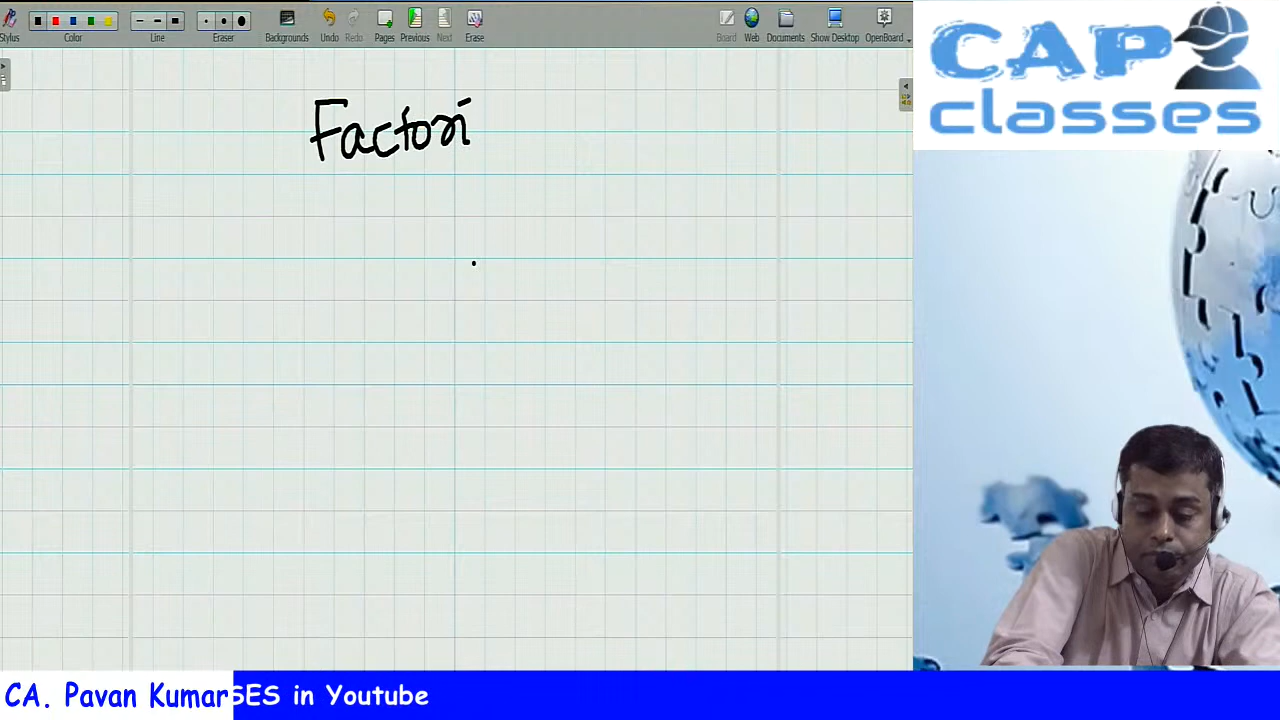 Stylus Color Line Eraser Backgrounds Undo Redo Pages Previous Next Erase Board Web Documents Show Desktop OpenBoard
CAP
classes
Factori
CA. Pavan Kumar SES in Youtube